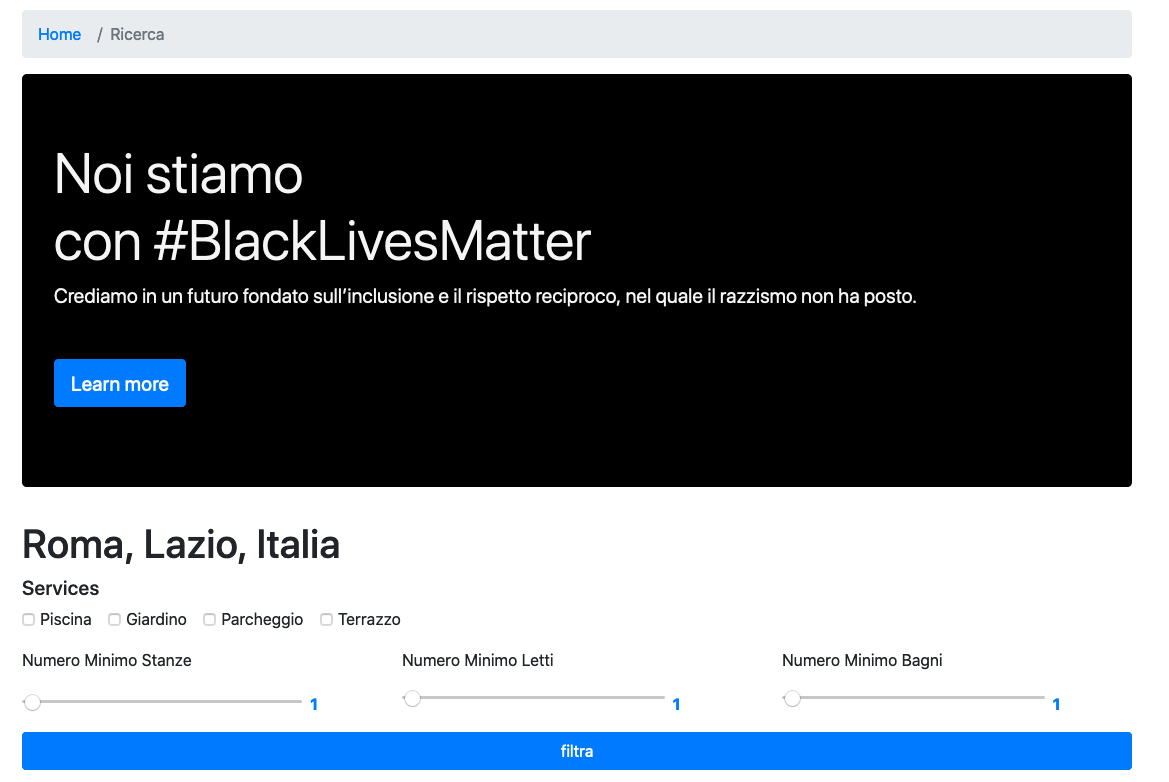 Home / Ricerca
Noi stiamo
con #BlackLivesMatter
Crediamo in un futuro fondato sull’inclusione e il rispetto reciproco, nel quale il razzismo non ha posto.
Learn more
Roma, Lazio, Italia
Services
Piscina Giardino Parcheggio Terrazzo
Numero Minimo Stanze Numero Minimo Letti Numero Minimo Bagni
1 1 1
filtra